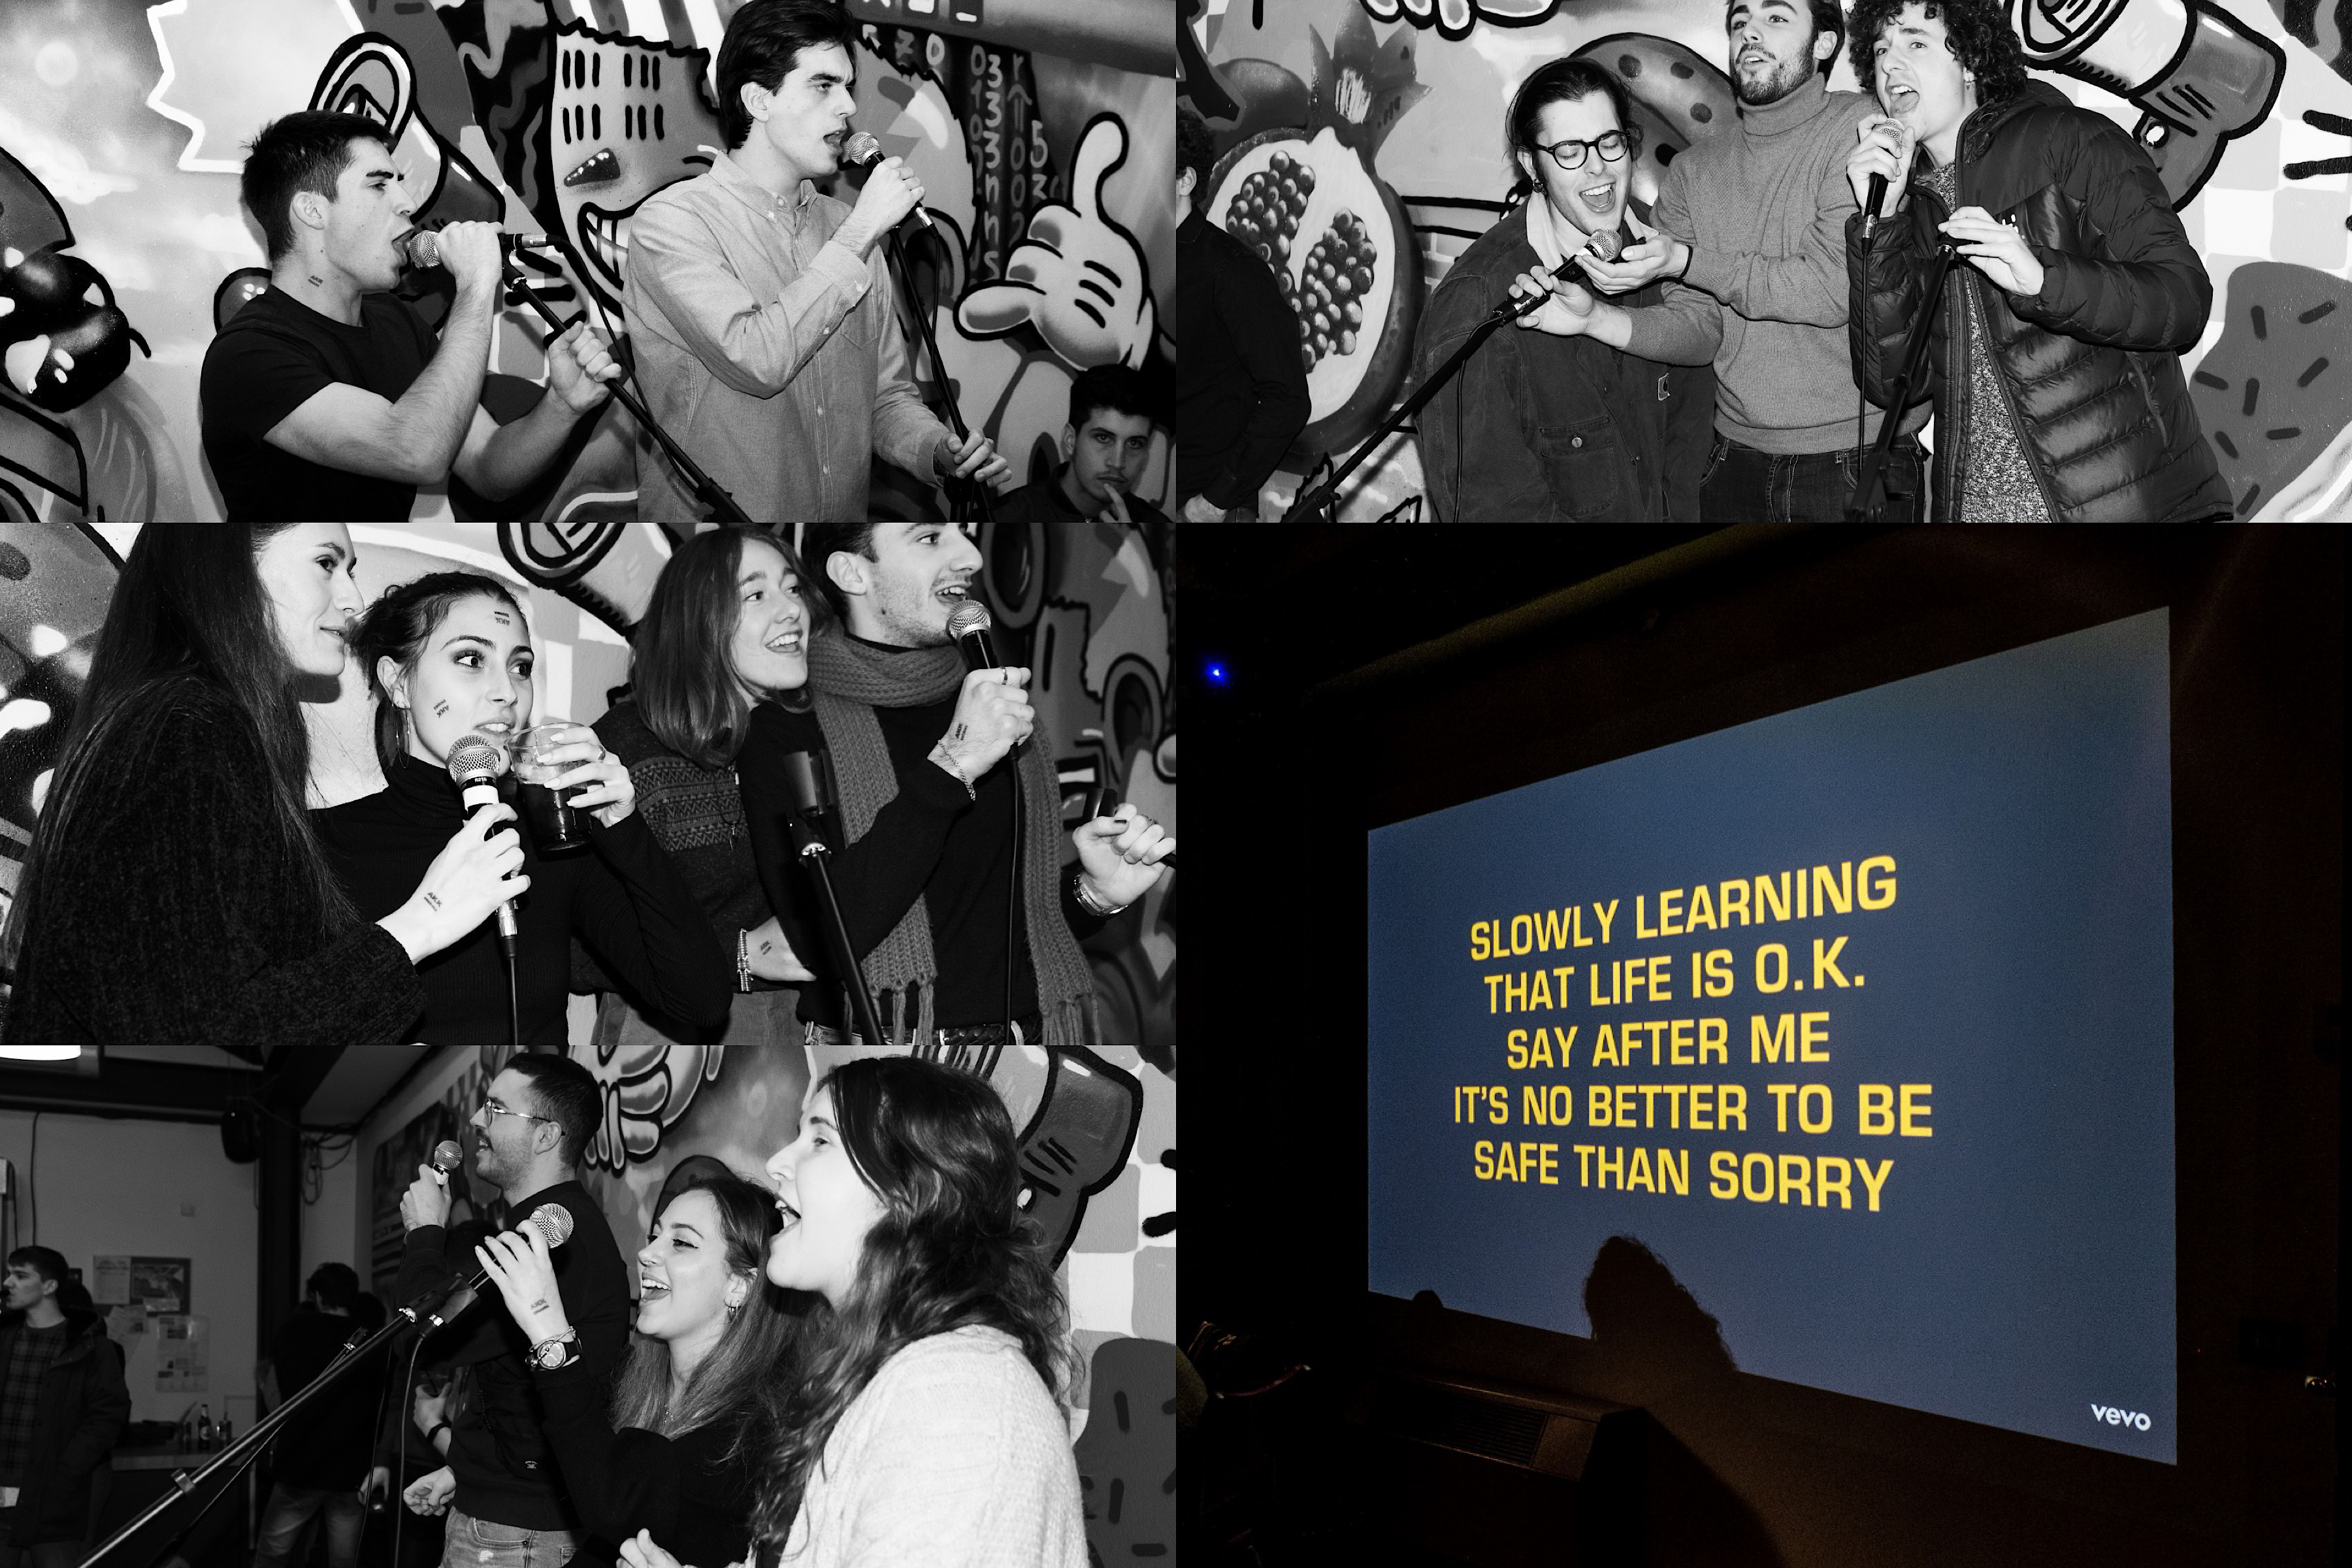 SLOWLY LEARNING
THAT LIFE IS O.K.
SAY AFTER ME
IT'S NO BETTER TO BE
SAFE THAN SORRY
vevo